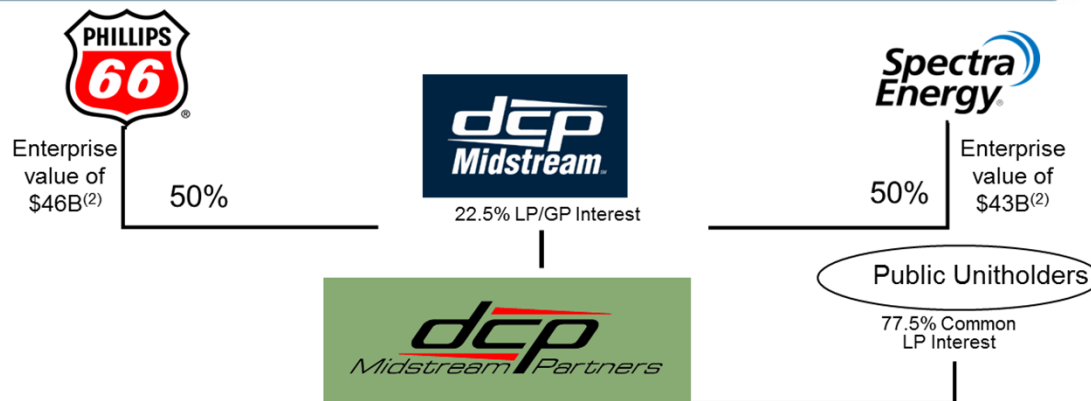 PHILLIPS
66
®
Enterprise
value of
$46B(2)
50%
dcp
Midstream
22.5% LP/GP Interest
Spectra
Energy
50%
Enterprise
value of
$43B(2)
Public Unitholders
77.5% Common
LP Interest
dcp
Midstream Partners